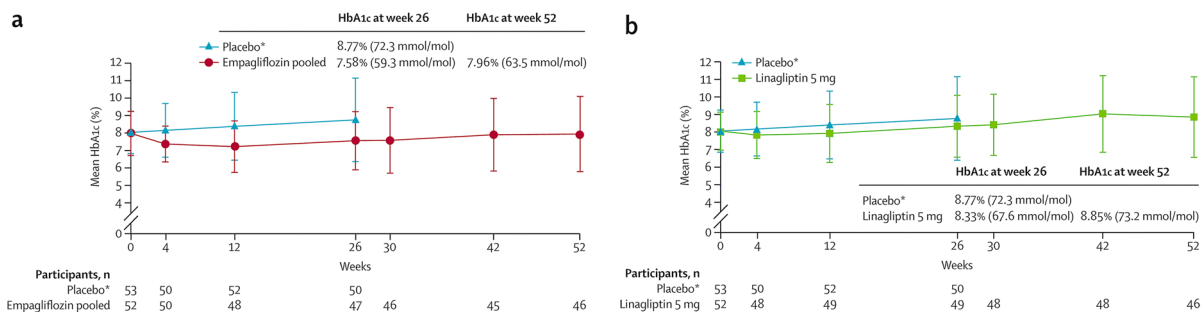 a
HbA1c at week 26 HbA1c at week 52
Placebo* 8.77% (72.3 mmol/mol)
Empagliflozin pooled 7.58% (59.3 mmol/mol) 7.96% (63.5 mmol/mol)
Mean HbA1c (%)
12
11
10
9
8
7
6
5
4
0
0 4 12 26 30 42 52
Weeks
Participants, n
Placebo* 53 50 52 50
Empagliflozin pooled 52 50 48 47 46 45 46
b
Placebo*
Linagliptin 5 mg
Mean HbA1c (%)
12
11
10
9
8
7
6
5
4
0
HbA1c at week 26 HbA1c at week 52
Placebo* 8.77% (72.3 mmol/mol)
Linagliptin 5 mg 8.33% (67.6 mmol/mol) 8.85% (73.2 mmol/mol)
0 4 12 26 30 42 52
Weeks
Participants, n
Placebo* 53 50 52 50
Linagliptin 5 mg 52 48 49 49 48 48 46